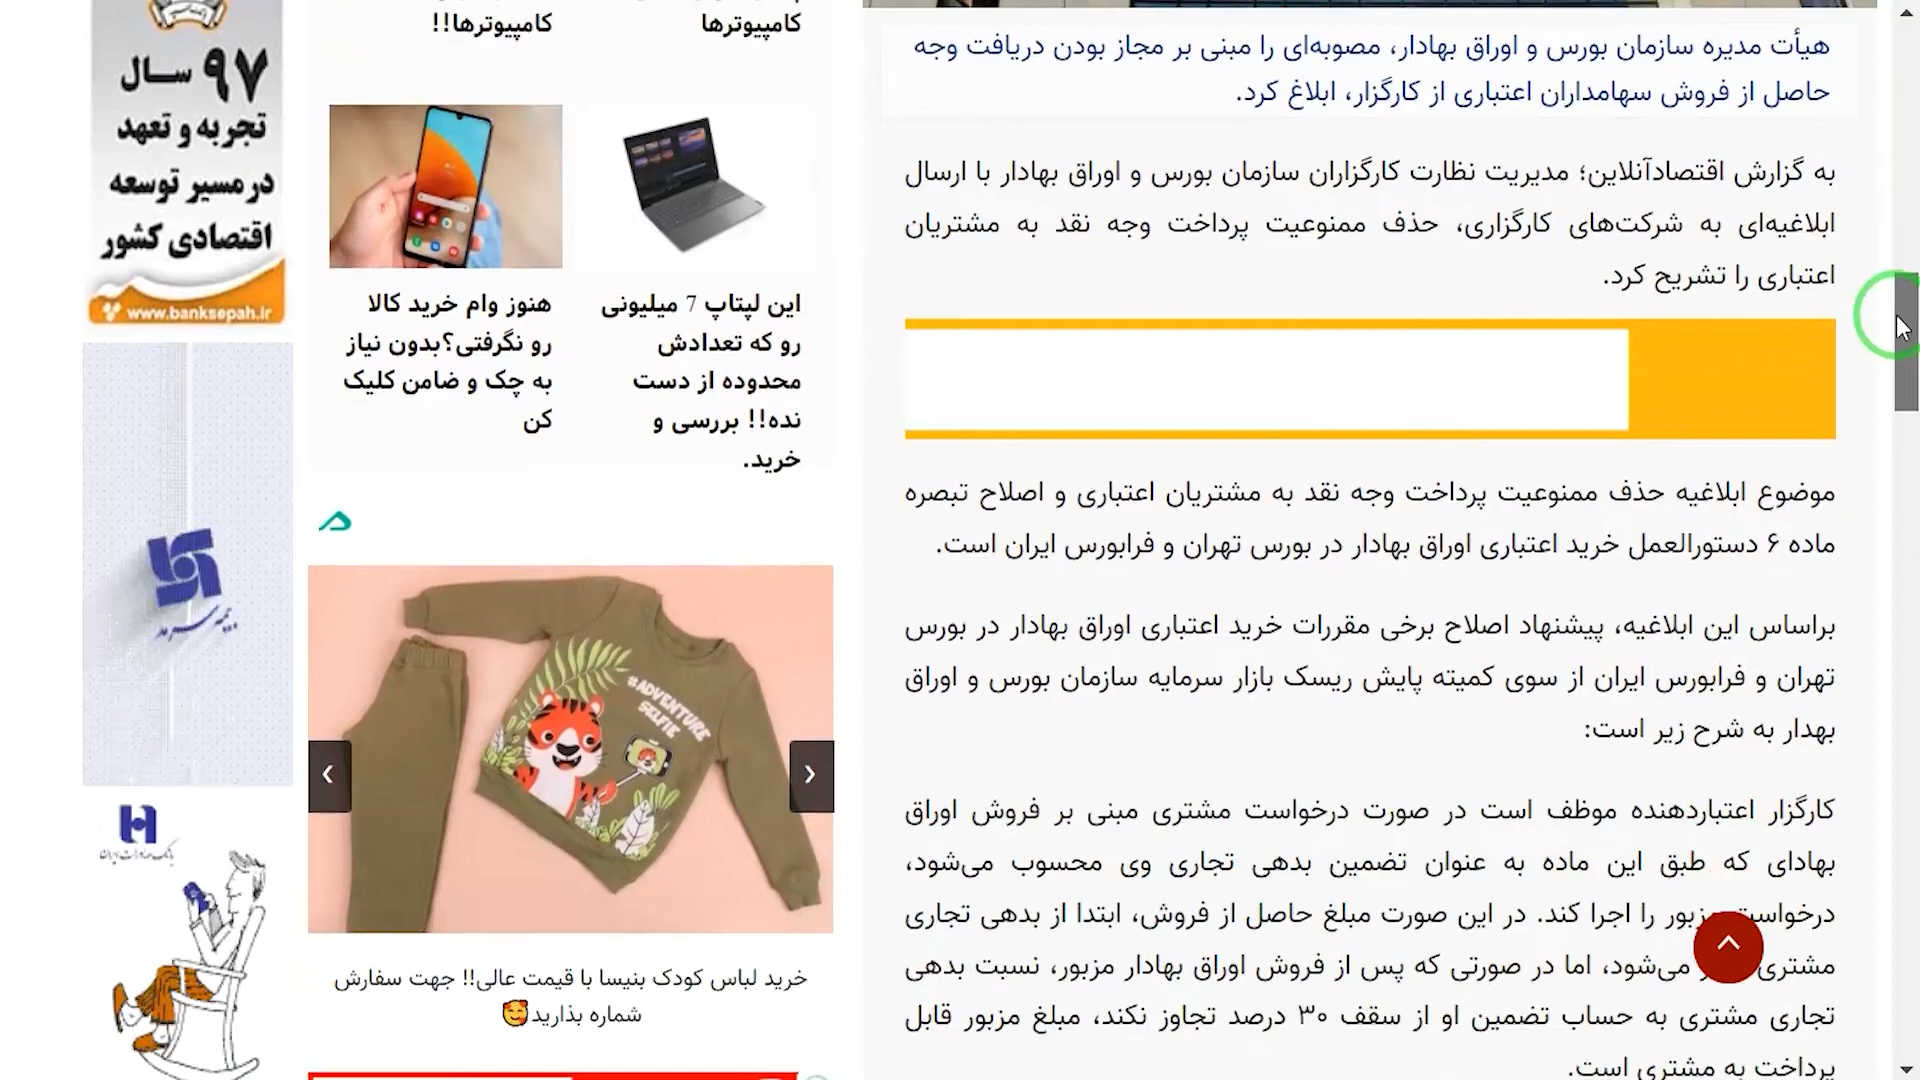 هیأت مدیره سازمان بورس و اوراق بهادار، مصوبه‌ای را مبنی بر مجاز بودن دریافت وجه
حاصل از فروش سهامداران اعتباری از کارگزار، ابلاغ کرد.
به گزارش اقتصادآنلاین؛ مدیریت نظارت کارگزاران سازمان بورس و اوراق بهادار با ارسال
ابلاغیه‌ای به شرکت‌های کارگزاری، حذف ممنوعیت پرداخت وجه نقد به مشتریان
اعتباری را تشریح کرد.
موضوع ابلاغیه حذف ممنوعیت پرداخت وجه نقد به مشتریان اعتباری و اصلاح تبصره
ماده ۶ دستورالعمل خرید اعتباری اوراق بهادار در بورس تهران و فرابورس ایران است.
براساس این ابلاغیه، پیشنهاد اصلاح برخی مقررات خرید اعتباری اوراق بهادار در بورس
تهران و فرابورس ایران از سوی کمیته پایش ریسک بازار سرمایه سازمان بورس و اوراق
بهدار به شرح زیر است:
کارگزار اعتباردهنده موظف است در صورت درخواست مشتری مبنی بر فروش اوراق
بهادای که طبق این ماده به عنوان تضمین بدهی تجاری وی محسوب می‌شود،
درخواست مزبور را اجرا کند. در این صورت مبلغ حاصل از فروش، ابتدا از بدهی تجاری
مشتری می‌شود، اما در صورتی که پس از فروش اوراق بهادار مزبور، نسبت بدهی
تجاری مشتری به حساب تضمین او از سقف ۳۰ درصد تجاوز نکند، مبلغ مزبور قابل
پرداخت به مشتری است.
کامپیوترها
کامپیوترها!!
این لپتاپ 7 میلیونی
رو که تعدادش
محدوده از دست
نده!! بررسی و
خرید.
هنوز وام خرید کالا
رو نگرفتی؟بدون نیاز
به چک و ضامن کلیک
کن
#ADVENTURE
SELFIE
خرید لباس کودک بنیسا با قیمت عالی!! جهت سفارش
شماره بذارید🥰
۹۷ سال
تجربه و تعهد
در مسیر توسعه
اقتصادی کشور
www.banksepah.ir
بیمه سرمد
بانک صادرات ایران